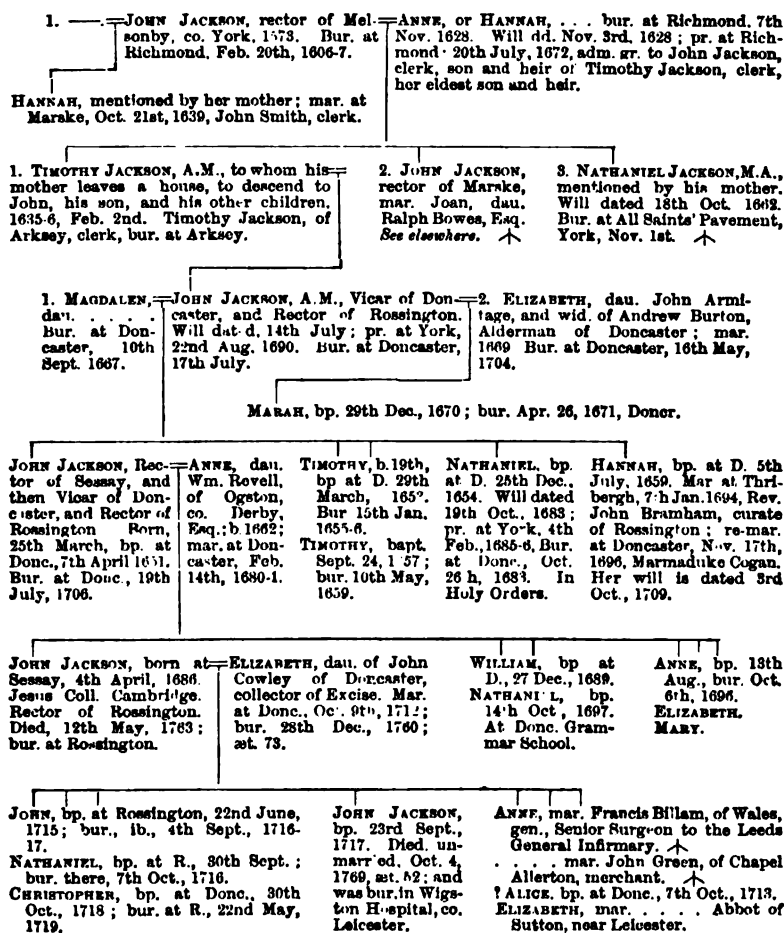 1. —.=JOHN JACKSON, rector of Mel-
sonby, co. York, 1573. Bur. at
Richmond, Feb. 20th, 1606-7.
=ANNE, OR HANNAH, . . . bur. at Richmond, 7th
Nov. 1628. Will dd. Nov. 3rd, 1628 ; pr. at Rich-
mond 20th July, 1672, adm. gr. to John Jackson,
clerk, son and heir of Timothy Jackson, clerk,
her eldest son and heir.
HANNAH, mentioned by her mother; mar. at
Marske, Oct. 21st, 1639, John Smith, clerk.
1. TIMOTHY JACKSON, A.M., to whom his=
mother leaves a house, to descend to
John, his son, and his other children.
1635-6, Feb. 2nd. Timothy Jackson, of
Arksey, clerk, bur. at Arksey.
2. JOHN JACKSON,
rector of Marske,
mar. Joan, dau.
Ralph Bowes, Esq.
See elsewhere.
3. NATHANIEL JACKSON, M.A.,
mentioned by his mother.
Will dated 18th Oct. 1662.
Bur. at All Saints' Pavement,
York, Nov. 1st.
1. MAGDALEN,=
dau. . . . . .
Bur. at Don-
caster, 10th
Sept. 1667.
JOHN JACKSON, A.M., Vicar of Don-=
caster, and Rector of Rossington.
Will dat d, 14th July ; pr. at York,
22nd Aug. 1690. Bur. at Doncaster,
17th July.
2. ELIZABETH, dau. John Armi-
tage, and wid. of Andrew Burton,
Alderman of Doncaster ; mar.
1669 Bur. at Doncaster, 16th May,
1704.
MARAH, bp. 29th Dec., 1670 ; bur. Apr. 26, 1671, Doncr.
JOHN JACKSON, Rec-=
tor of Sessay, and
then Vicar of Don-
caster, and Rector of
Rossington Born,
25th March, bp. at
Donc., 7th April 1651.
Bur. at Donc., 19th
July, 1706.
ANNE, dau.
Wm. Revell,
of Ogston,
co. Derby,
Esq.; b. 1662;
mar. at Don-
caster, Feb.
14th, 1680-1.
TIMOTHY, b. 19th,
bp at D. 29th
March,
Bur 15th Jan.
1655-6.
TIMOTHY, bapt.
Sept. 24, 1 57 ;
bur. 10th May,
1659.
NATHANIEL, bp.
at D. 25th Dec.,
1654. Will dated
19th Oct., 1683 ;
pr. at York, 4th
Feb., 1685-6, Bur.
at Donc., Oct.
26 h, 1683. In
Holy Orders.
HANNAH, bp. at D. 5th
July, 1659. Mar at Thri-
bergh, 7th Jan. 1694, Rev.
John Bramham, curate
of Rossington ; re-mar.
at Doncaster, Nov. 17th,
1696, Marmaduke Cogan.
Her will is dated 3rd
Oct., 1709.
JOHN JACKSON, born at=
Sessay, 4th April, 1686.
Jesus Coll. Cambridge.
Rector of Rossington.
Died, 12th May, 1763 ;
bur. at Rossington.
ELIZABETH, dau. of John
Cowley of Doncaster,
collector of Excise. Mar.
at Donc., Oc . 9th, 1712;
bur. 28th Dec., 1760 ;
æt. 73.
WILLIAM, bp at
D., 27 Dec., 1689.
NATHANI L, bp.
14th Oct , 1697.
At Donc. Gram-
mar School.
ANNE, bp. 13th
Aug., bur. Oct.
6th, 1696.
ELIZABETH.
MARY.
JOHN, bp. at Rossington, 22nd June,
1715; bur., ib., 4th Sept., 1716-
17.
NATHANIEL, bp. at R., 30th Sept. ;
bur. there, 7th Oct., 1716.
CHRISTOPHER, bp. at Donc., 30th
Oct., 1718 ; bur. at R., 22nd May,
1719.
JOHN JACKSON,
bp. 23rd Sept.,
1717. Died. un-
married, Oct. 4,
1769, æt. 52 ; and
was bur. in Wigs-
ton Hospital, co.
Leicester.
ANNE, mar. Francis Billam, of Wales,
gen., Senior Surgeon to the Leeds
General Infirmary.
. . . . mar. John Green, of Chapel
Allerton, merchant.
? ALICE, bp. at Donc., 7th Oct., 1713.
ELIZABETH, mar. . . . . . Abbot of
Sutton, near Leicester.